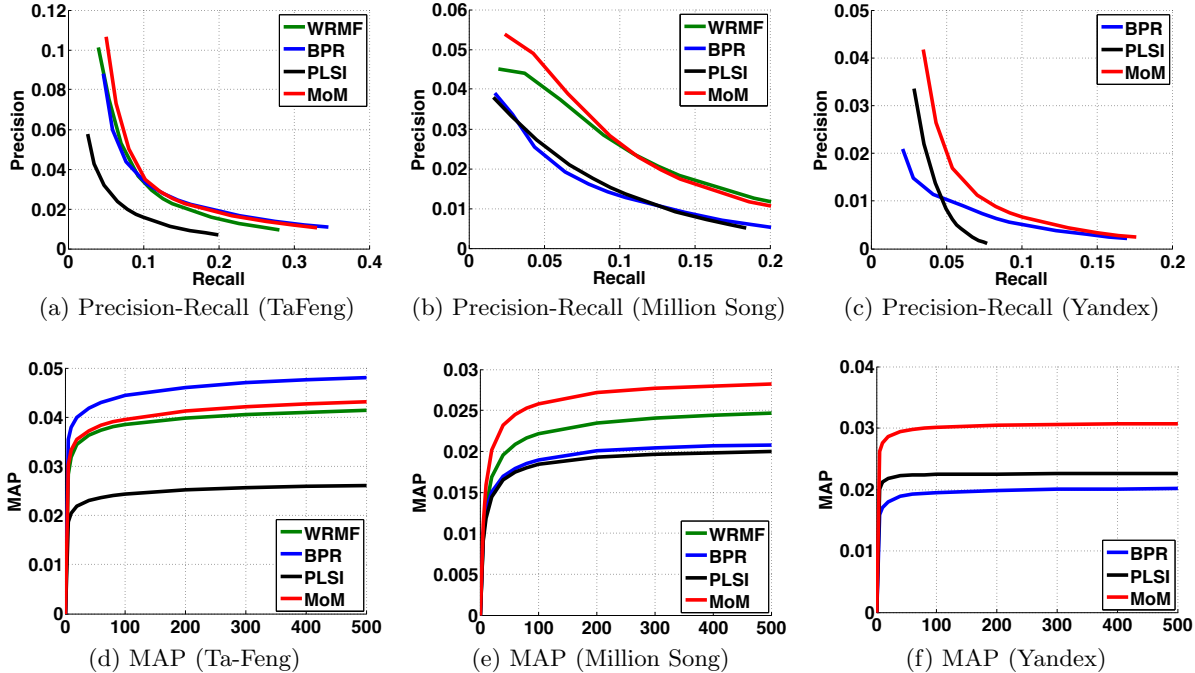 0.12
0.1
0.08
0.06
0.04
0.02
0
Precision
0 0.1 0.2 0.3 0.4
Recall
WRMF
BPR
PLSI
MoM
(a) Precision-Recall (TaFeng)
0.06
0.05
0.04
0.03
0.02
0.01
0
Precision
0 0.05 0.1 0.15 0.2
Recall
WRMF
BPR
PLSI
MoM
(b) Precision-Recall (Million Song)
0.05
0.04
0.03
0.02
0.01
0
Precision
0 0.05 0.1 0.15 0.2
Recall
BPR
PLSI
MoM
(c) Precision-Recall (Yandex)
0.05
0.04
0.03
0.02
0.01
0
MAP
0 100 200 300 400 500
WRMF
BPR
PLSI
MoM
(d) MAP (Ta-Feng)
0.03
0.025
0.02
0.015
0.01
0.005
0
MAP
0 100 200 300 400 500
WRMF
BPR
PLSI
MoM
(e) MAP (Million Song)
0.04
0.03
0.02
0.01
0
MAP
0 100 200 300 400 500
BPR
PLSI
MoM
(f) MAP (Yandex)